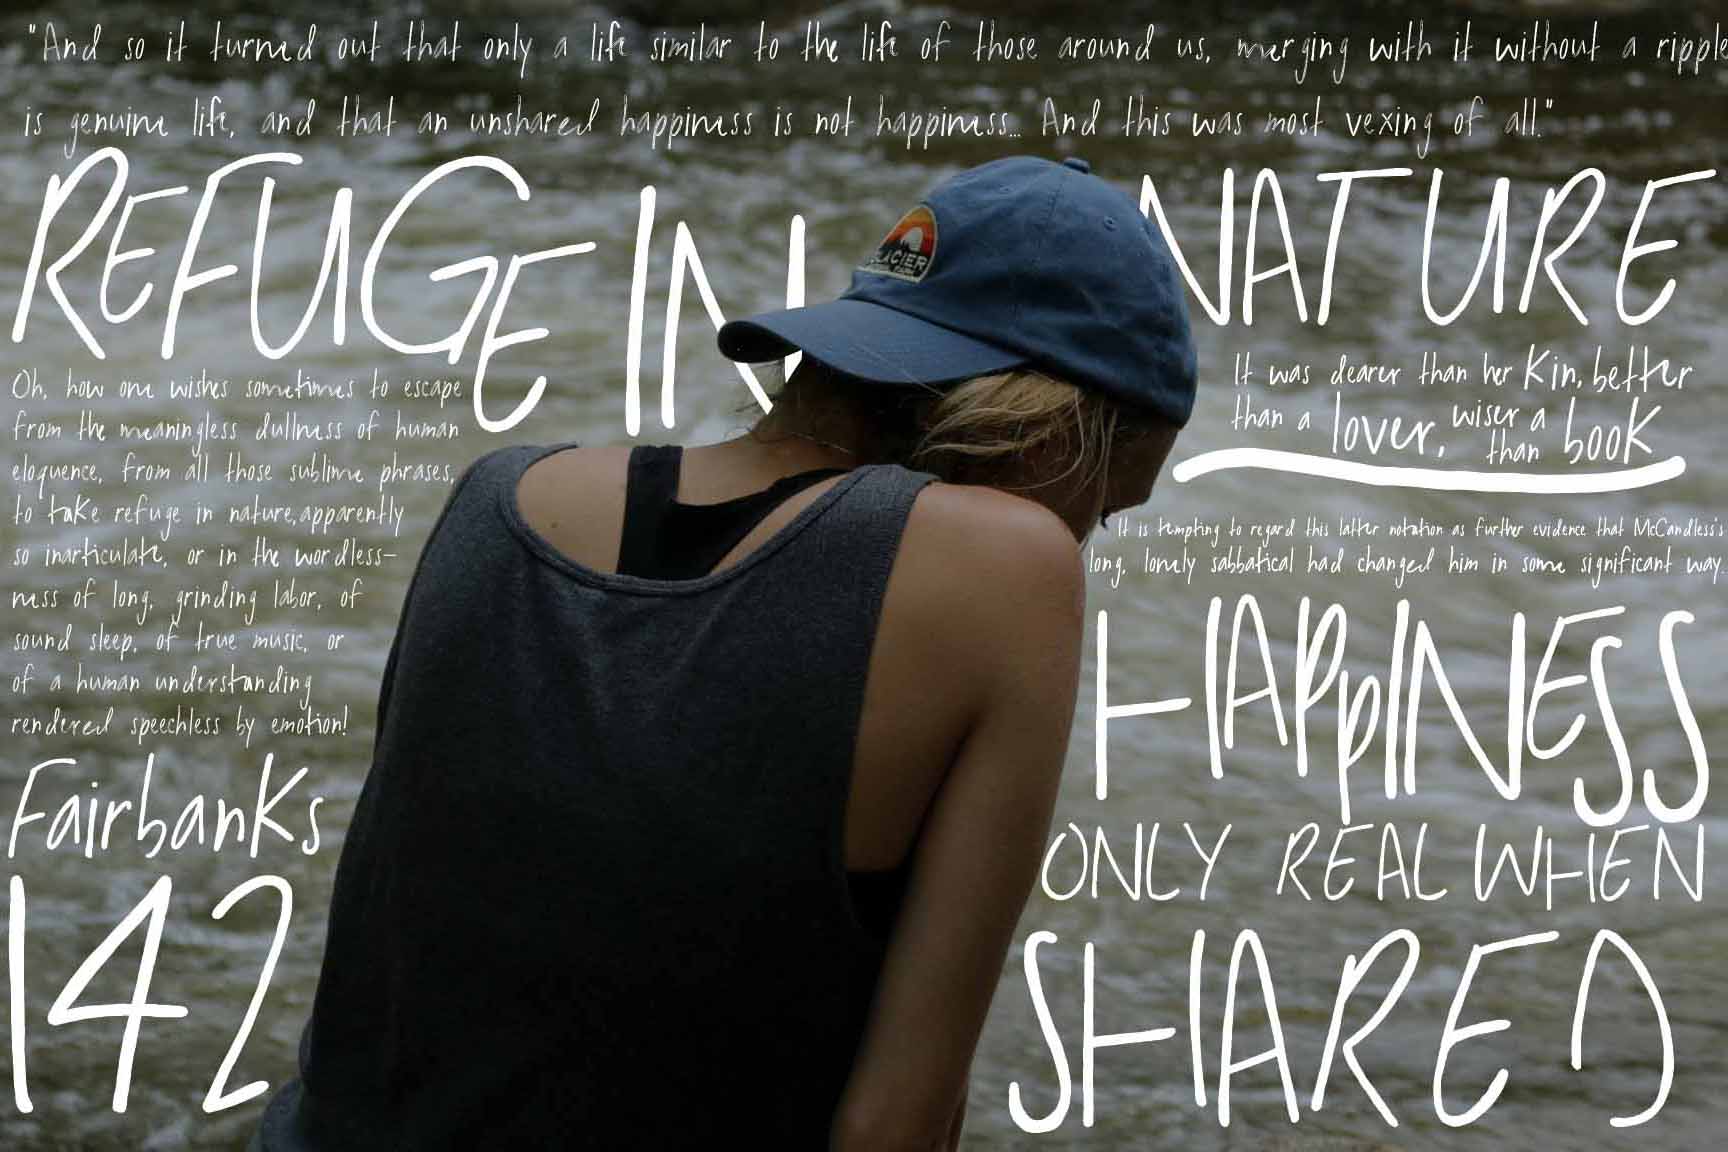 "And so it turned out that only a life similar to the life of those around us, merging with it without a ripple
is genuine life, and that an unshared happiness is not happiness... And this was most vexing of all."
REFUGE IN NATURE
GLACIER
Oh, how one wishes sometimes to escape
from the meaningless dullness of human
eloquence, from all those sublime phrases,
to take refuge in nature, apparently
so inarticulate, or in the wordless-
ness of long, grinding labor, of
sound sleep, of true music, or
of a human understanding
rendered speechless by emotion!
Fairbanks
142
It was dearer than her kin, better
than a lover, wiser a
than book
It is tempting to regard this latter notation as further evidence that McCandless's
long, lonely sabbatical had changed him in some significant way.
HAPPINESS
ONLY REAL WHEN
SHARED